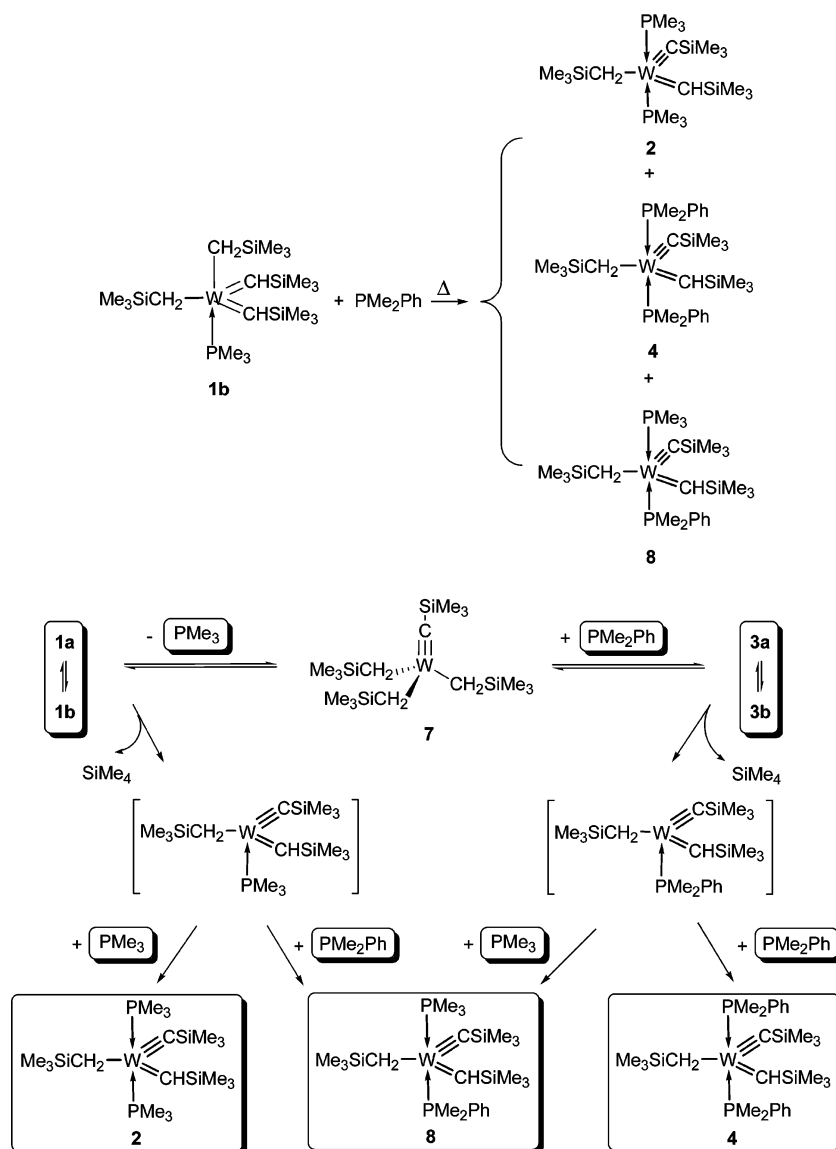 PMe3
CSiMe3
Me3SiCH2 W
CHSiMe3
PMe3
2
+
PMe2Ph
CSiMe3
Me3SiCH2 W
CHSiMe3
PMe2Ph
4
+
PMe3
CSiMe3
Me3SiCH2 W
CHSiMe3
PMe2Ph
8
CH2SiMe3
CHSiMe3
Me3SiCH2 W
CHSiMe3
PMe3
1b
+ PMe2Ph Δ
SiMe3
C
Me3SiCH2 W
CH2SiMe3
Me3SiCH2
7
1a
1b
- PMe3
+ PMe2Ph
3a
3b
SiMe4
SiMe4
CSiMe3
Me3SiCH2 W
CHSiMe3
PMe3
CSiMe3
Me3SiCH2 W
CHSiMe3
PMe2Ph
+ PMe3
+ PMe2Ph
+ PMe3
+ PMe2Ph
PMe3
CSiMe3
Me3SiCH2 W
CHSiMe3
PMe3
2
PMe3
CSiMe3
Me3SiCH2 W
CHSiMe3
PMe2Ph
8
PMe2Ph
CSiMe3
Me3SiCH2 W
CHSiMe3
PMe2Ph
4